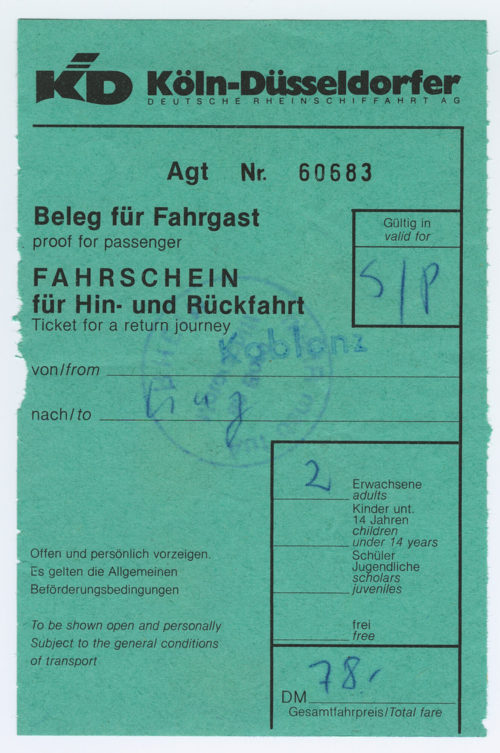 KD Köln-Düsseldorfer
DEUTSCHE RHEINSCHIFFAHRT AG
Agt Nr. 60683
Beleg für Fahrgast
proof for passenger
Gültig in
valid for
S/P
FAHRSCHEIN
für Hin- und Rückfahrt
Ticket for a return journey
Koblenz
von/from
nach/to
2
Erwachsene
adults
Kinder unt.
14 Jahren
children
under 14 years
Schüler
Jugendliche
scholars
juveniles
frei
free
Offen und persönlich vorzeigen.
Es gelten die Allgemeinen
Beförderungsbedingungen
To be shown open and personally
Subject to the general conditions
of transport
DM 78,-
Gesamtfahrpreis/Total fare